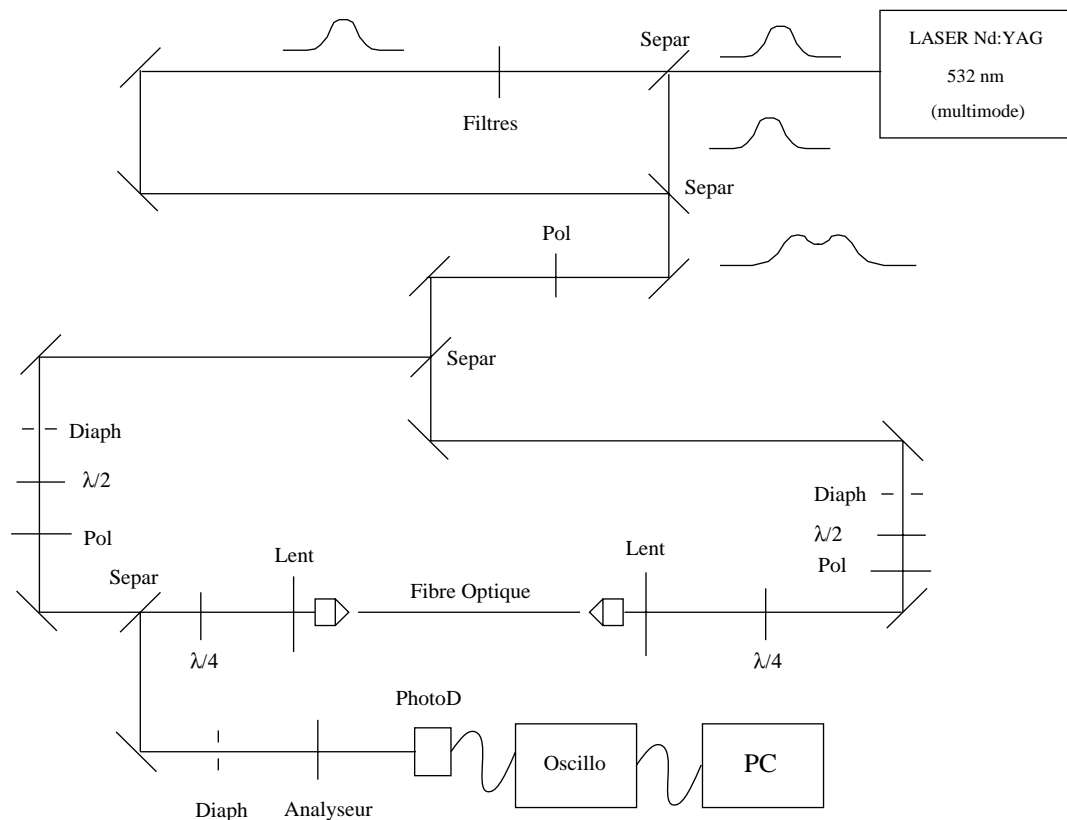 LASER Nd:YAG
532 nm
(multimode)
Separ
Filtres
Separ
Pol
Separ
Diaph
λ/2
Pol
Diaph
λ/2
Pol
Separ
Lent
Fibre Optique
Lent
λ/4
λ/4
PhotoD
Oscillo
PC
Diaph
Analyseur